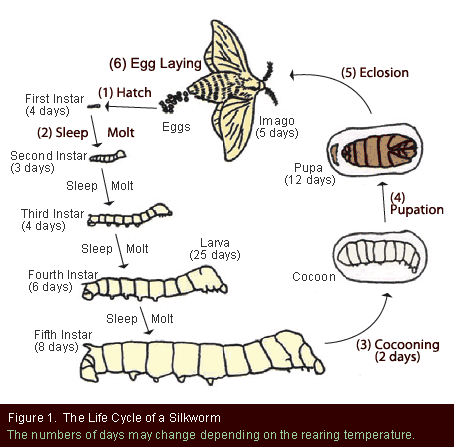 (6) Egg Laying
(5) Eclosion
(1) Hatch
First Instar
(4 days)
Eggs
Imago
(5 days)
(2) Sleep Molt
Second Instar
(3 days)
Pupa
(12 days)
Sleep Molt
(4)
Pupation
Third Instar
(4 days)
Sleep Molt
Larva
(25 days)
Fourth Instar
(6 days)
Cocoon
Sleep Molt
Fifth Instar
(8 days)
(3) Cocooning
(2 days)
Figure 1. The Life Cycle of a Silkworm
The numbers of days may change depending on the rearing temperature.